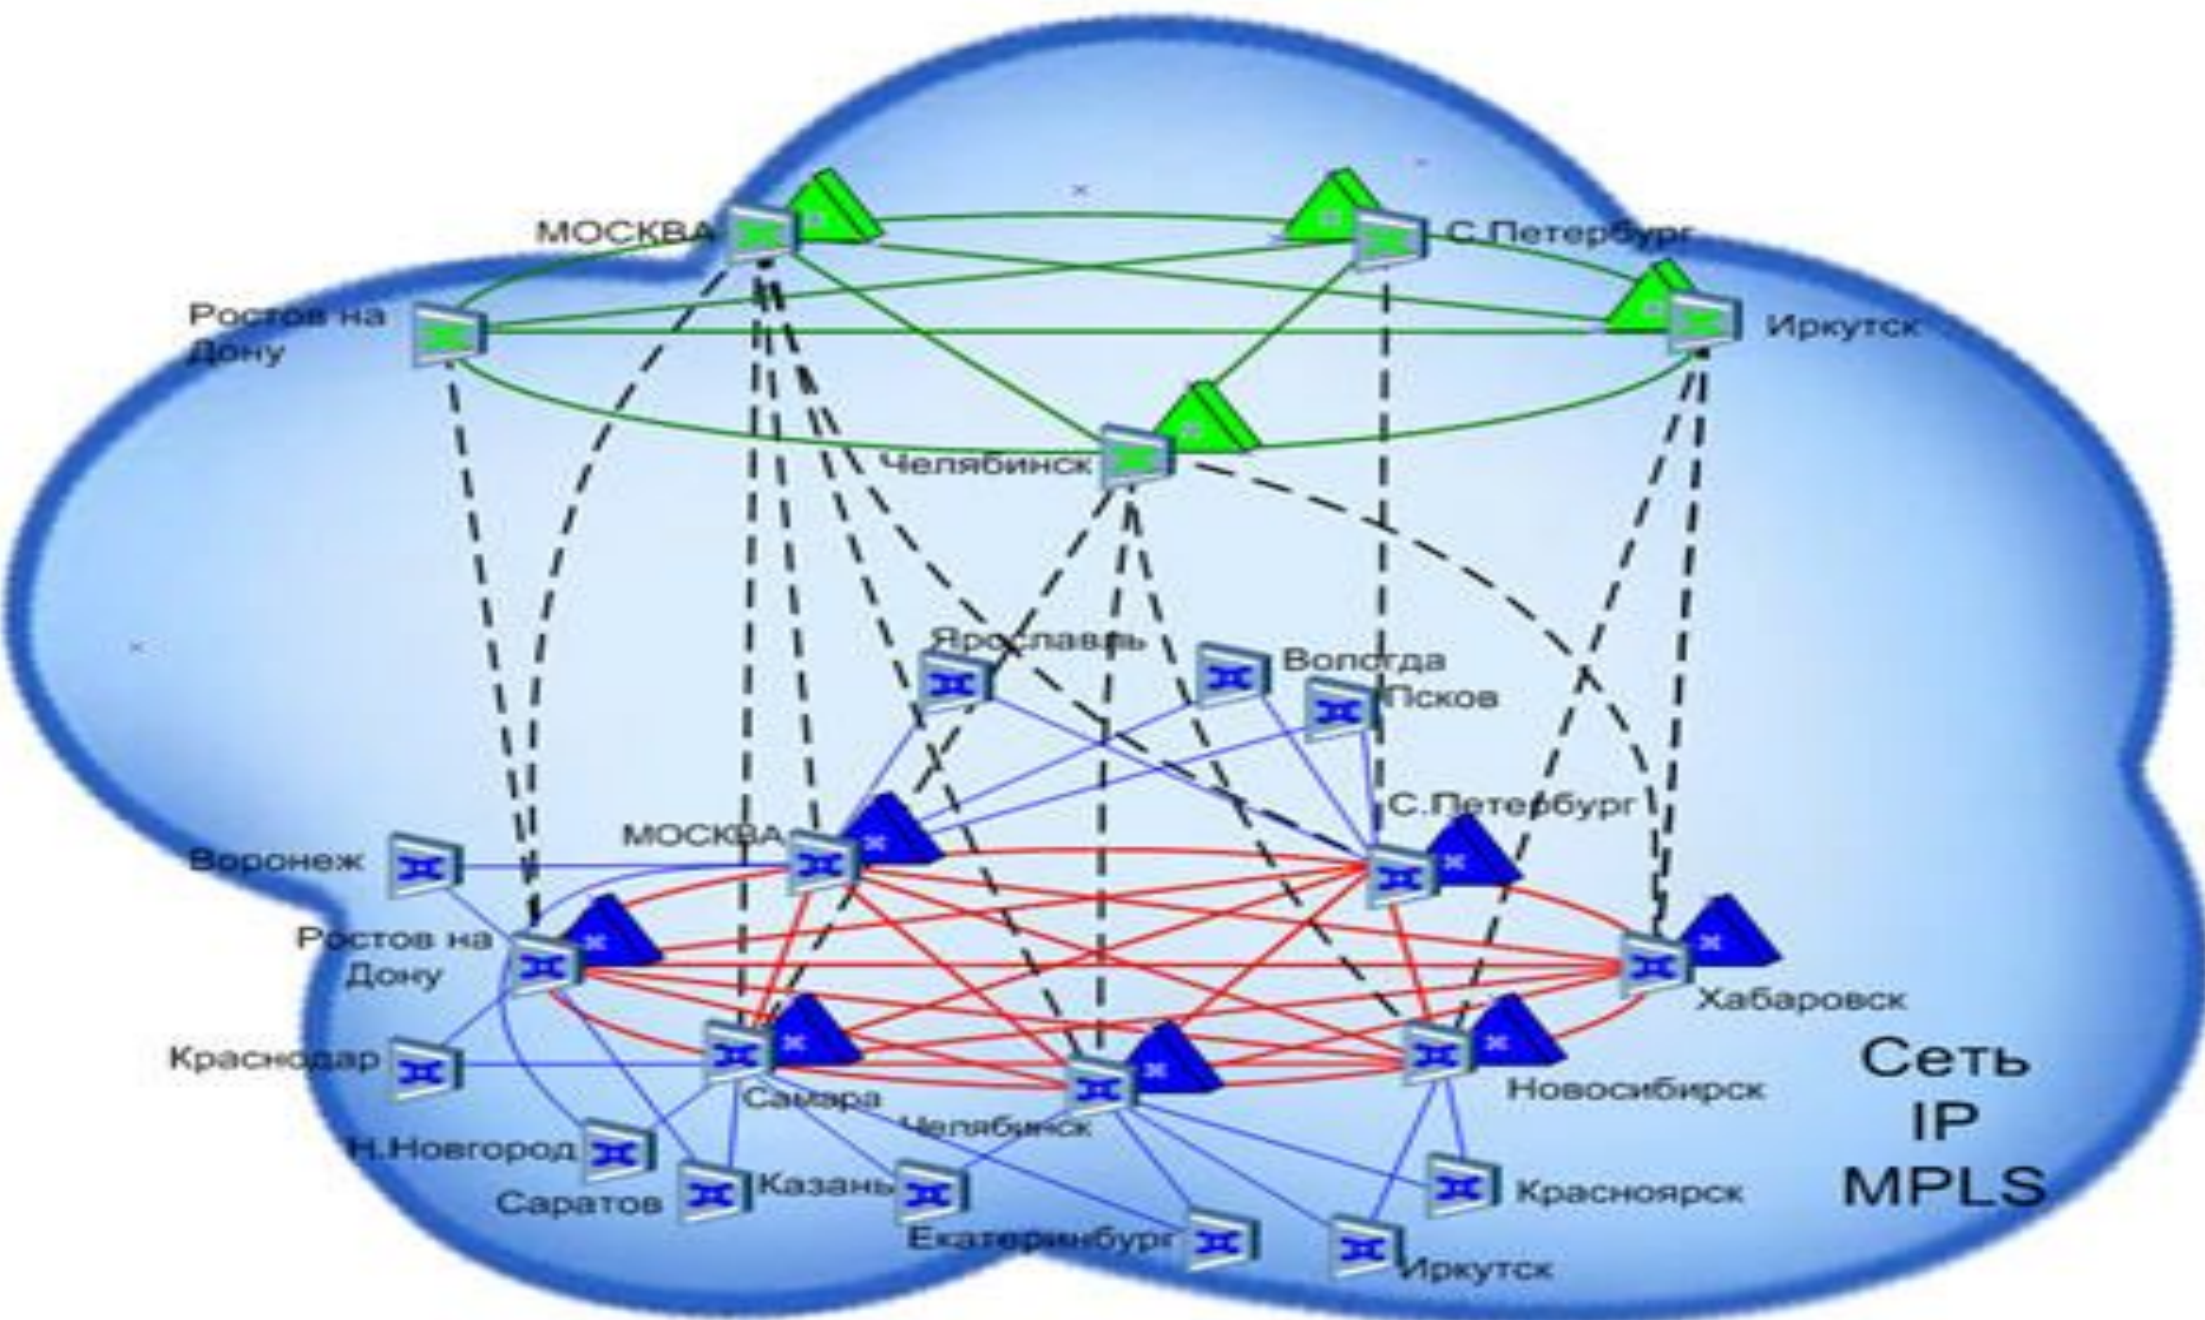 МОСКВА
С.Петербург
Ростов на
Дону
Иркутск
Челябинск
Ярославль
Вологда
Псков
С.Петербург
МОСКВА
Воронеж
Ростов на
Дону
Хабаровск
Краснодар
Самара
Новосибирск
Челябинск
Н.Новгород
Саратов
Казань
Екатеринбург
Красноярск
Иркутск
Сеть
IP
MPLS